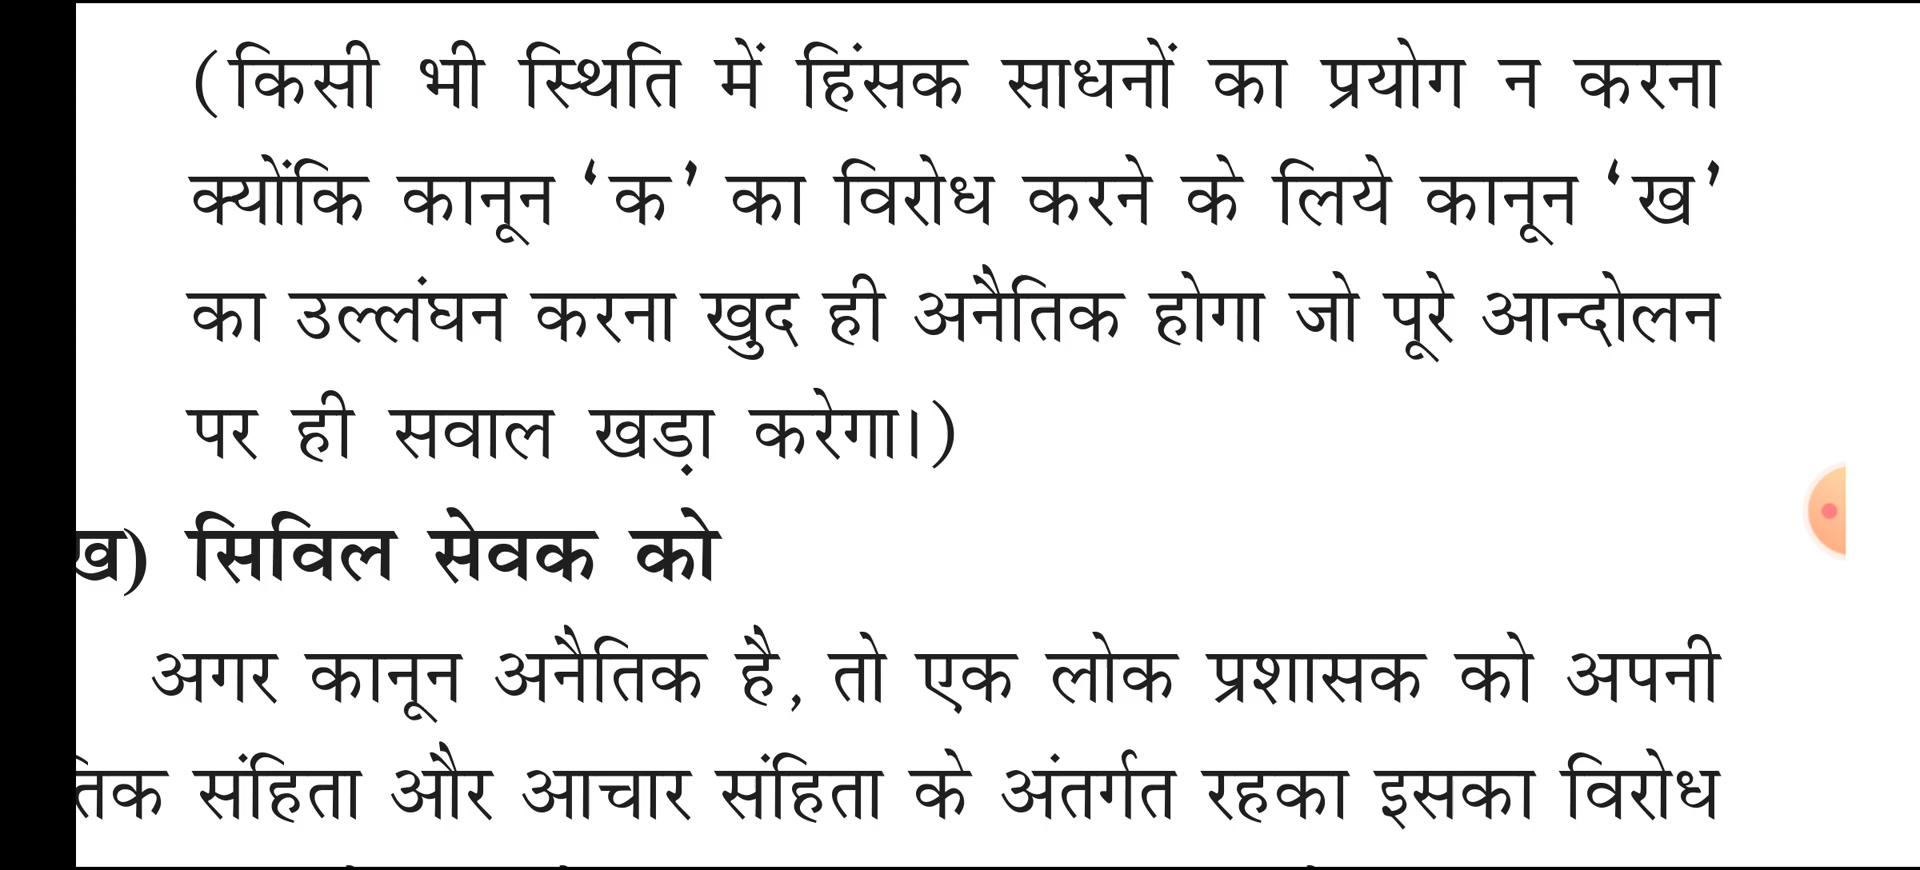 (किसी भी स्थिति में हिंसक साधनों का प्रयोग न करना
क्योंकि कानून ‘क’ का विरोध करने के लिये कानून ‘ख’
का उल्लंघन करना खुद ही अनैतिक होगा जो पूरे आन्दोलन
पर ही सवाल खड़ा करेगा।)
ख) सिविल सेवक को
अगर कानून अनैतिक है, तो एक लोक प्रशासक को अपनी
तिक संहिता और आचार संहिता के अंतर्गत रहका इसका विरोध